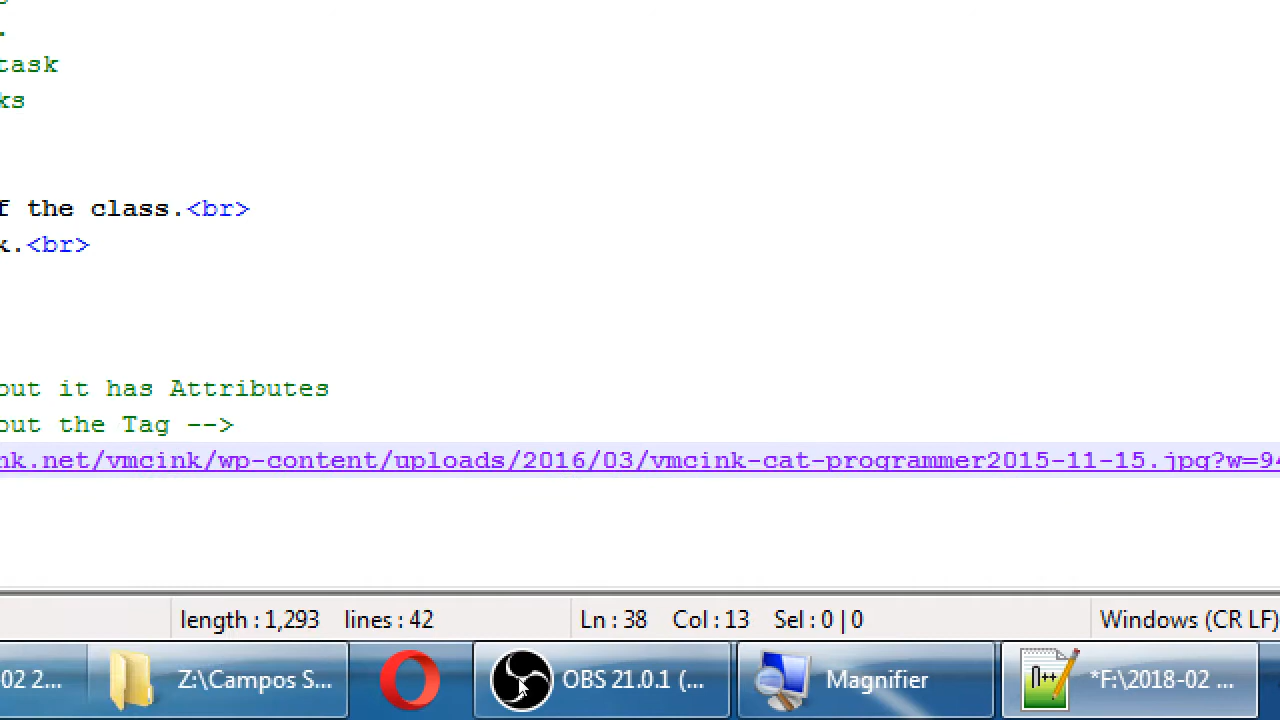 .
task
ks
f the class.<br>
k.<br>
out it has Attributes
out the Tag -->
nk.net/vmcink/wp-content/uploads/2016/03/vmcink-cat-programmer2015-11-15.jpg?w=94
length : 1,293 lines : 42 Ln : 38 Col : 13 Sel : 0 | 0 Windows (CR LF)
02 2... Z:\Campos S... OBS 21.0.1 (... Magnifier *F:\2018-02 ...